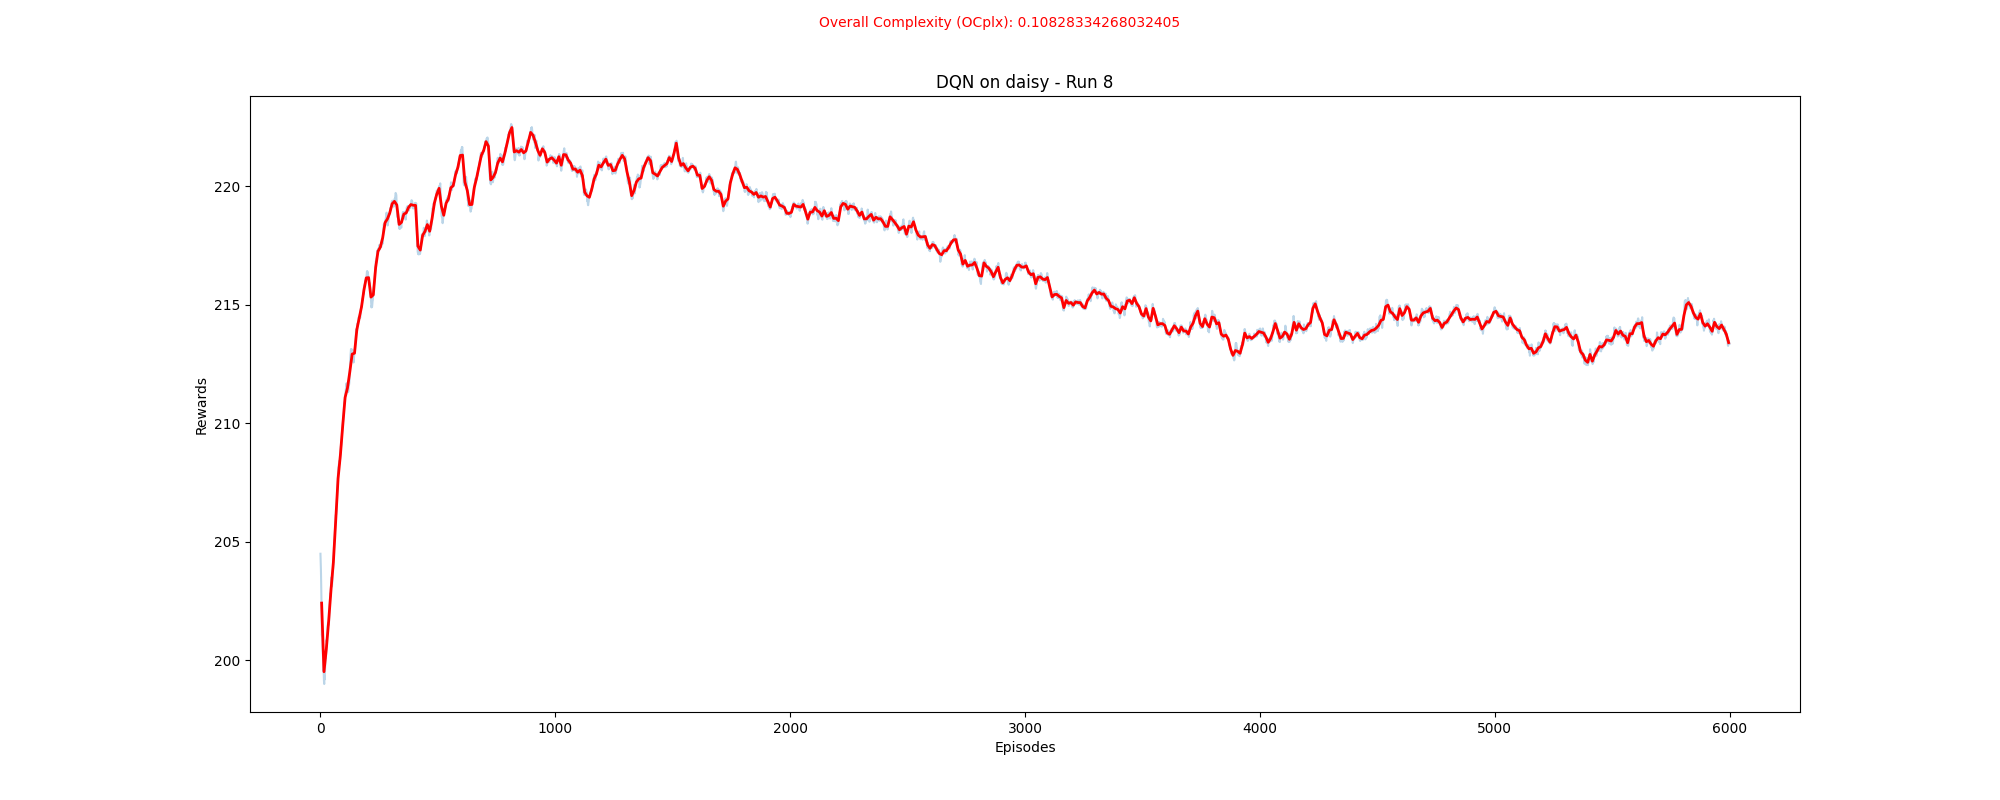 Overall Complexity (OCplx): 0.10828334268032405
DQN on daisy - Run 8
Rewards
220
215
210
205
200
0 1000 2000 3000 4000 5000 6000
Episodes